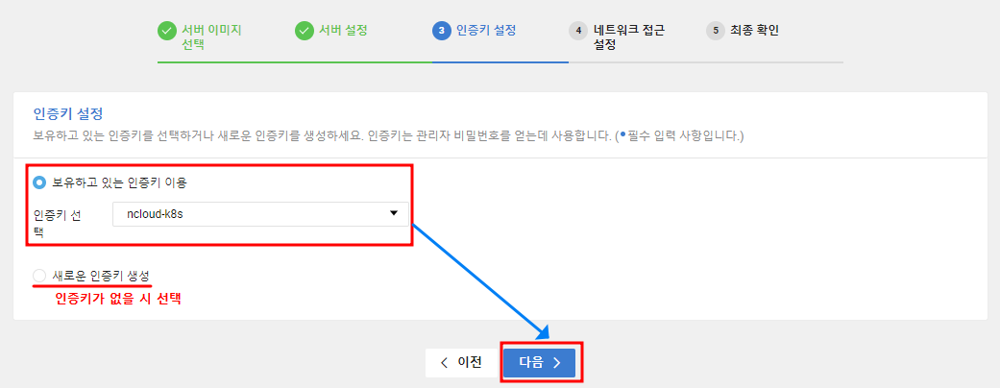 서버 이미지
선택
서버 설정
3 인증키 설정
4 네트워크 접근
설정
5 최종 확인
인증키 설정
보유하고 있는 인증키를 선택하거나 새로운 인증키를 생성하세요. 인증키는 관리자 비밀번호를 얻는데 사용합니다. (•필수 입력 사항입니다.)
보유하고 있는 인증키 이용
인증키 선
택
ncloud-k8s
새로운 인증키 생성
인증키가 없을 시 선택
< 이전
다음 >